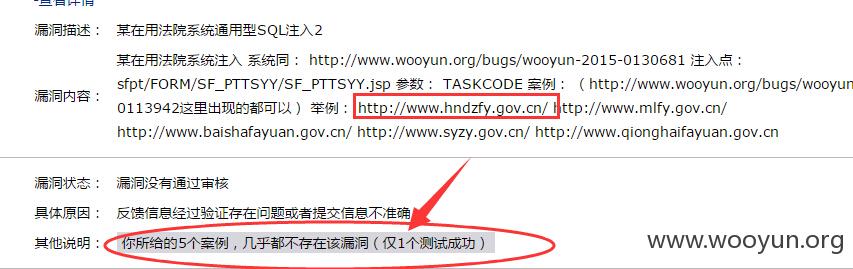 查看详情
漏洞描述： 某在用法院系统通用型SQL注入2
某在用法院系统注入 系统同： http://www.wooyun.org/bugs/wooyun-2015-0130681 注入点：
sfpt/FORM/SF_PTTSYY/SF_PTTSYY.jsp 参数： TASKCODE 案例： （http://www.wooyun.org/bugs/wooyun
漏洞内容： 0113942这里出现的都可以 ）举例： http://www.hndzfy.gov.cn/ http://www.mlfy.gov.cn/
http://www.baishafayuan.gov.cn/ http://www.syzy.gov.cn/ http://www.qionghaifayuan.gov.cn
漏洞状态： 漏洞没有通过审核
具体原因： 反馈信息经过验证存在问题或者提交信息不准确
其他说明： 你所给的5个案例，几乎都不存在该漏洞（仅1个测试成功）
www.wooyun.org